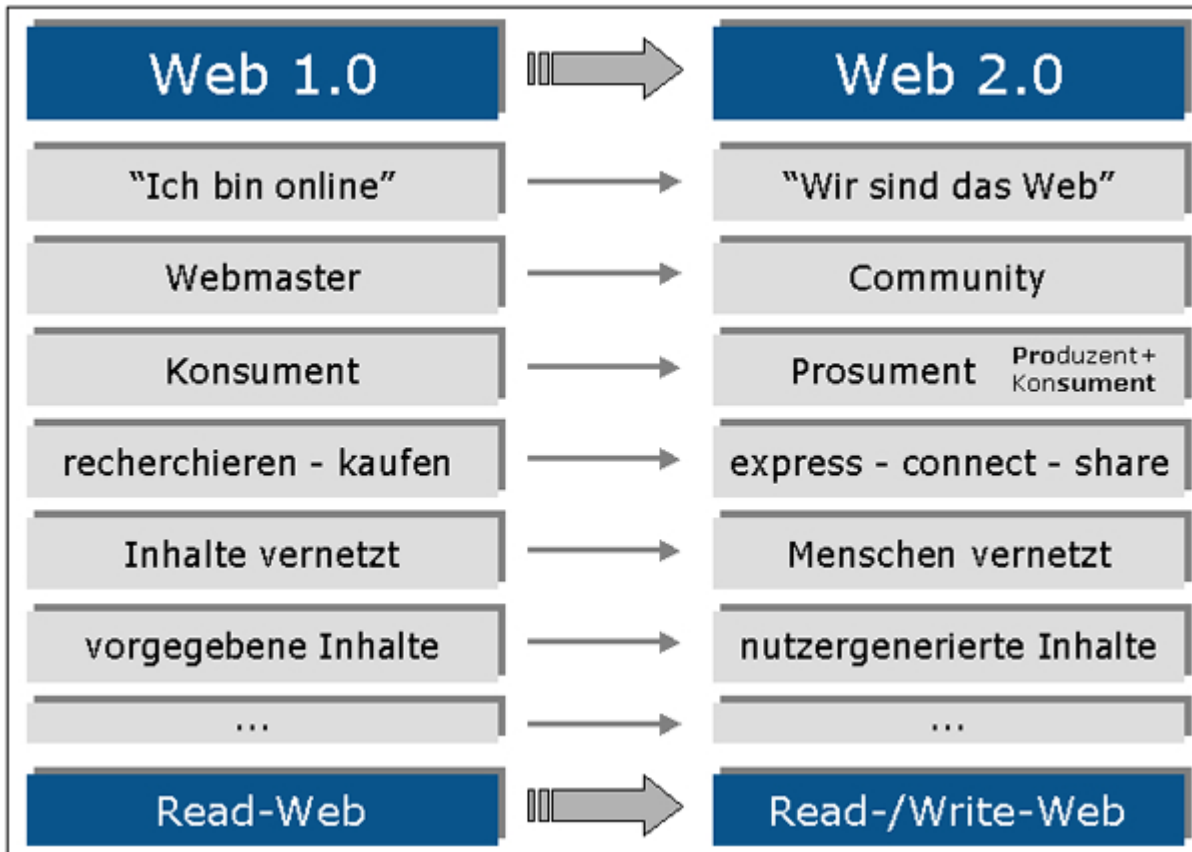 Web 1.0
Web 2.0
“Ich bin online”
“Wir sind das Web”
Webmaster
Community
Konsument
Prosument
Produzent+
Konsument
recherchieren - kaufen
express - connect - share
Inhalte vernetzt
Menschen vernetzt
vorgegebene Inhalte
nutzergenerierte Inhalte
...
...
Read-Web
Read-/Write-Web